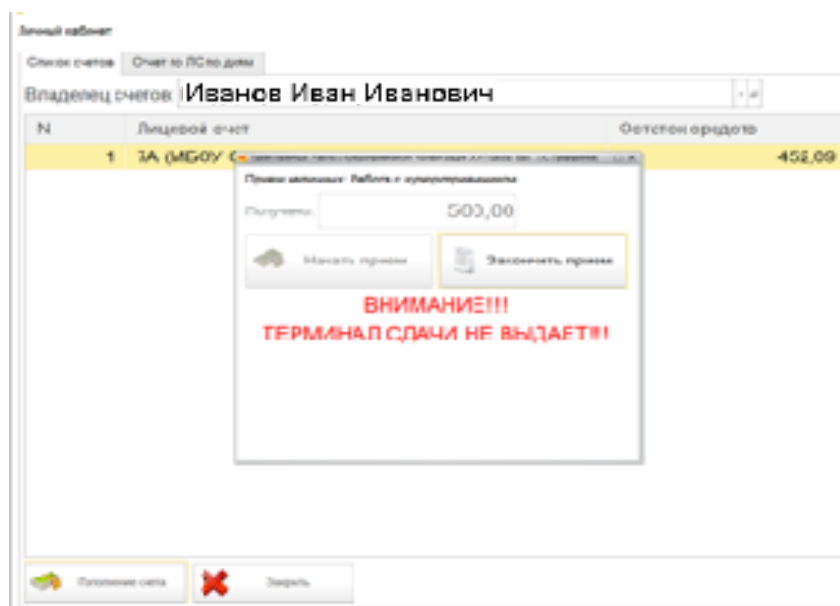 Личный кабинет
Список счетов Отчет по ЛС по дням
Владелец счетов Иванов Иван Иванович
N Лицевой счет Остаток средств
1 ЗА (МБОУ С 452,09
Прием наличных: Работа с купюроприемником
Получено: 500,00
Начать прием Закончить прием
ВНИМАНИЕ!!!
ТЕРМИНАЛ СДАЧИ НЕ ВЫДАЕТ!!!
Пополнение счета Закрыть